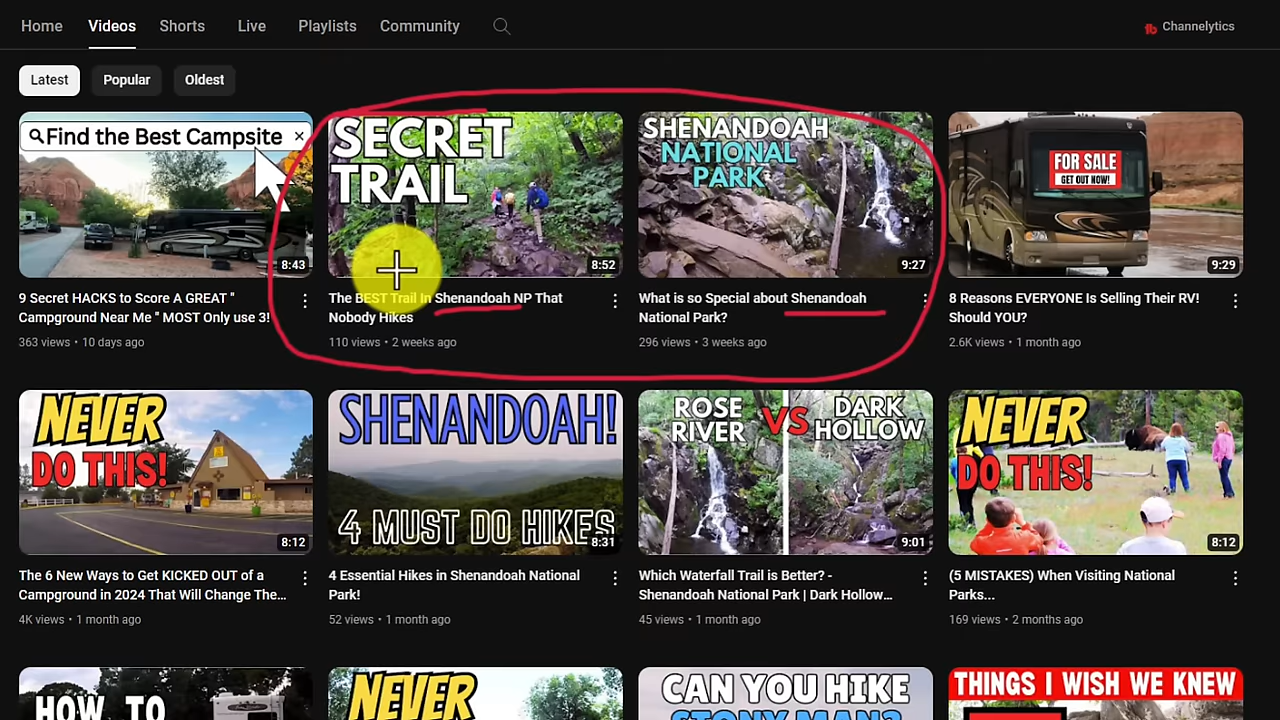 Home Videos Shorts Live Playlists Community Channelytics
Latest Popular Oldest
Find the Best Campsite ×
8:43
SECRET
TRAIL
8:52
SHENANDOAH
NATIONAL
PARK
9:27
FOR SALE
GET OUT NOW!
9:29
9 Secret HACKS to Score A GREAT "
Campground Near Me " MOST Only use 3!
363 views • 10 days ago
The BEST Trail In Shenandoah NP That
Nobody Hikes
110 views • 2 weeks ago
What is so Special about Shenandoah
National Park?
296 views • 3 weeks ago
8 Reasons EVERYONE Is Selling Their RV!
Should YOU?
2.6K views • 1 month ago
NEVER
DO THIS!
8:12
SHENANDOAH!
4 MUST DO HIKES
8:31
ROSE
RIVER
VS
DARK
HOLLOW
9:01
NEVER
DO THIS!
8:12
The 6 New Ways to Get KICKED OUT of a
Campground in 2024 That Will Change The...
4K views • 1 month ago
4 Essential Hikes in Shenandoah National
Park!
52 views • 1 month ago
Which Waterfall Trail is Better? -
Shenandoah National Park | Dark Hollow...
45 views • 1 month ago
(5 MISTAKES) When Visiting National
Parks...
169 views • 2 months ago
HOW TO
NEVER
CAN YOU HIKE
STONY MAN?
THINGS I WISH WE KNEW